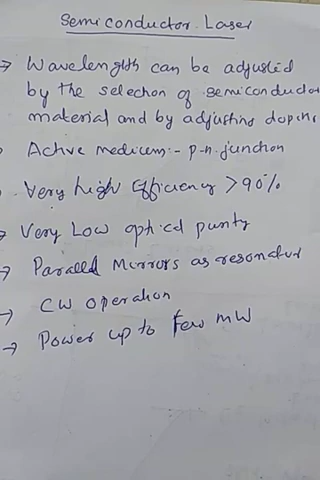 Semiconductor Laser
→ Wavelength can be adjusted
by the selection of semiconductor
material and by adjusting doping
Active medium:- p-n-junction
Very high Efficiency >90%
→ Very Low optical purity
→ Parallel Mirrors as resonator
→ CW operation
→ Power up to Few mW